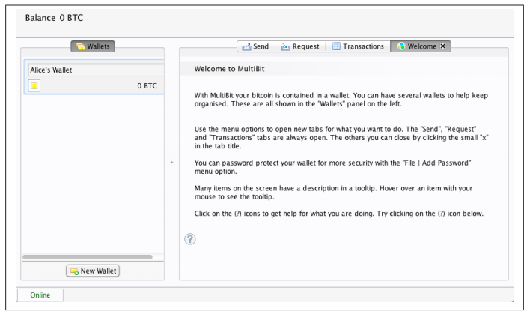 Balance 0 BTC
Wallets
Send Request Transactions Welcome x
Alice's Wallet
0 BTC
Welcome to MultiBit
With MultiBit your bitcoin is contained in a wallet. You can have several wallets to help keep
organised. These are all shown in the "Wallets" panel on the left.
Use the menu options to open new tabs for what you want to do. The "Send", "Request"
and "Transactions" tabs are always open. The others you can close by clicking the small "x"
in the tab title.
You can password protect your wallet for more security with the "File | Add Password"
menu option.
Many items on the screen have a description in a tooltip. Hover over an item with your
mouse to see the tooltip.
Click on the (?) icons to get help for what you are doing. Try clicking on the (?) icon below.
?
New Wallet
Online